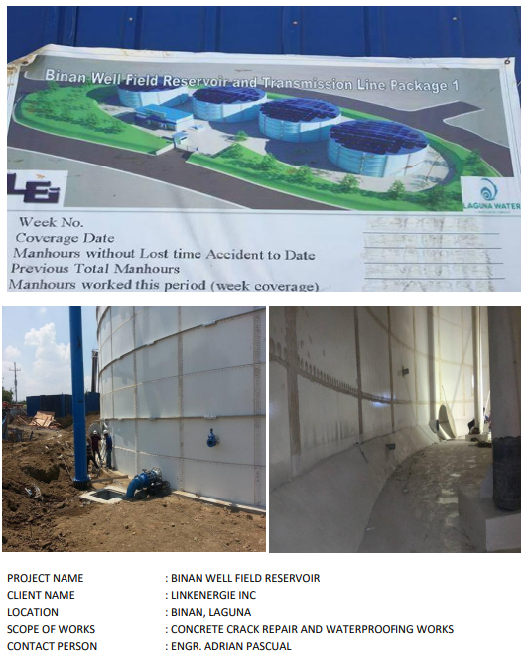 Binan Well Field Reservoir and Transmission Line Package 1
LEI
LAGUNA WATER
Week No.
Coverage Date
Manhours without Lost time Accident to Date
Previous Total Manhours
Manhours worked this period (week coverage)
PROJECT NAME : BINAN WELL FIELD RESERVOIR
CLIENT NAME : LINKENERGIE INC
LOCATION : BINAN, LAGUNA
SCOPE OF WORKS : CONCRETE CRACK REPAIR AND WATERPROOFING WORKS
CONTACT PERSON : ENGR. ADRIAN PASCUAL